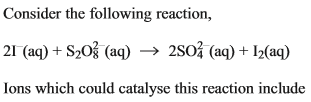 Consider the following reaction,
2I⁻(aq) + S₂O₈²⁻ (aq) → 2SO₄²⁻ (aq) + I₂(aq)
Ions which could catalyse this reaction include